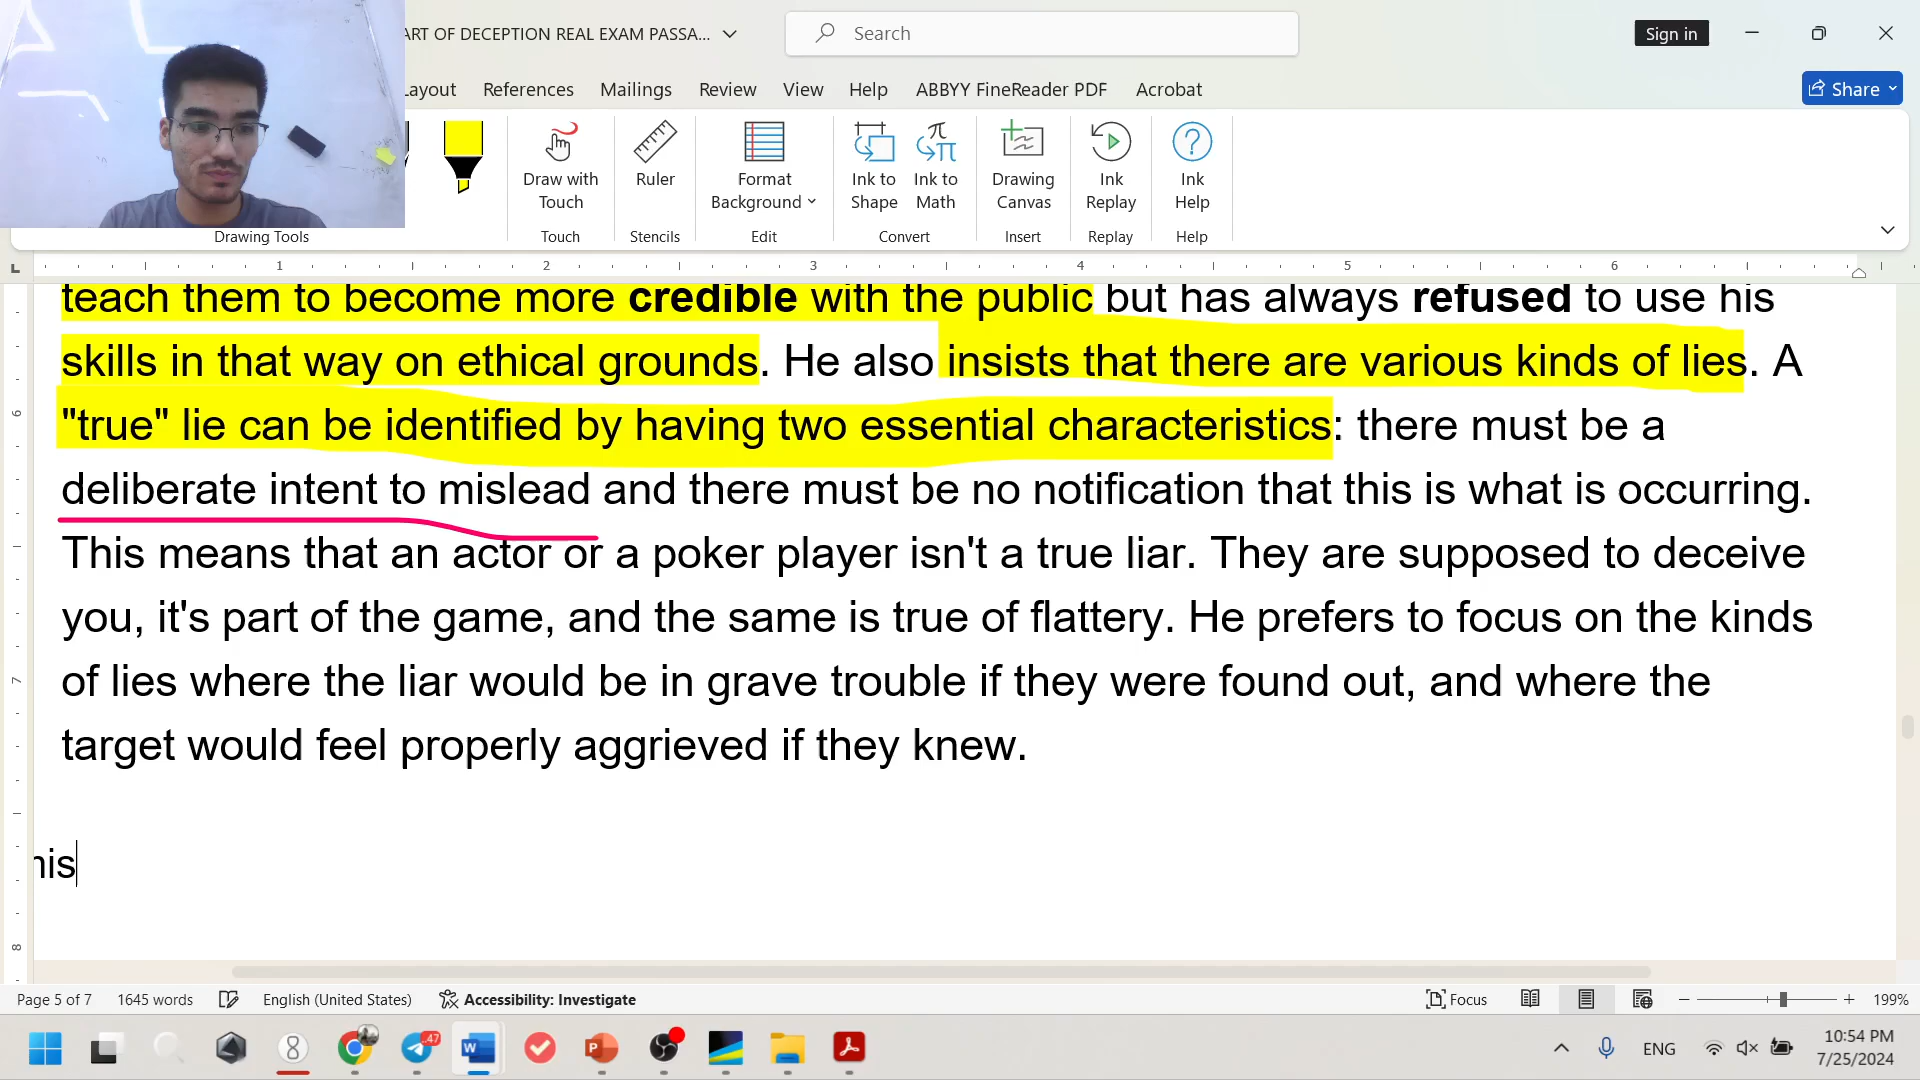 ART OF DECEPTION REAL EXAM PASSA...
Search
Sign in
Layout References Mailings Review View Help ABBYY FineReader PDF Acrobat
Share
Draw with Touch
Ruler
Format Background
Ink to Shape
Ink to Math
Drawing Canvas
Ink Replay
Ink Help
Drawing Tools Touch Stencils Edit Convert Insert Replay Help
1 2 3 4 5 6
teach them to become more credible with the public but has always refused to use his
skills in that way on ethical grounds. He also insists that there are various kinds of lies. A
"true" lie can be identified by having two essential characteristics: there must be a
deliberate intent to mislead and there must be no notification that this is what is occurring.
This means that an actor or a poker player isn't a true liar. They are supposed to deceive
you, it's part of the game, and the same is true of flattery. He prefers to focus on the kinds
of lies where the liar would be in grave trouble if they were found out, and where the
target would feel properly aggrieved if they knew.
his
6
7
8
Page 5 of 7 1645 words English (United States) Accessibility: Investigate Focus 199%
47
ENG
10:54 PM
7/25/2024